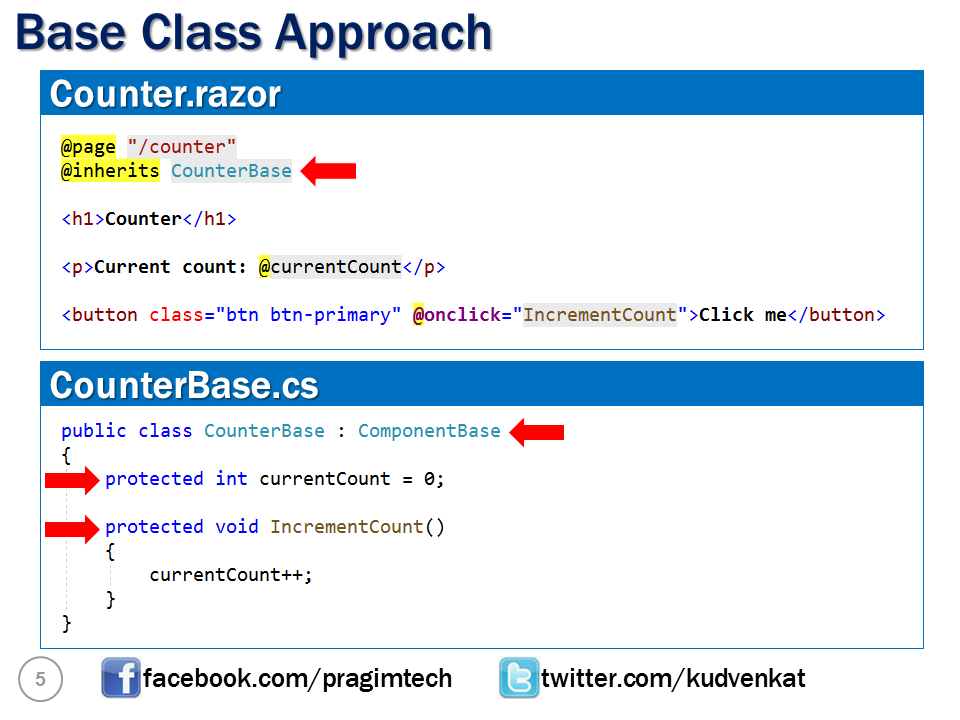 Base Class Approach
Counter.razor
@page "/counter"
@inherits CounterBase
<h1>Counter</h1>
<p>Current count: @currentCount</p>
<button class="btn btn-primary" @onclick="IncrementCount">Click me</button>
CounterBase.cs
public class CounterBase : ComponentBase
{
protected int currentCount = 0;
protected void IncrementCount()
{
currentCount++;
}
}
5 facebook.com/pragimtech twitter.com/kudvenkat